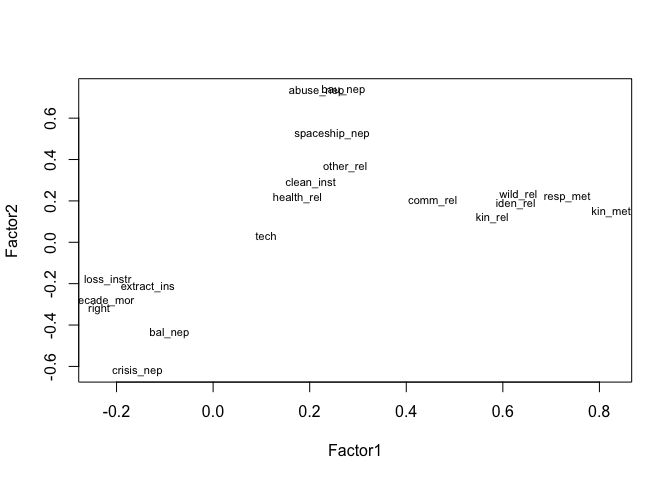 abuse_nep
bau_nep
spaceship_nep
other_rel
clean_inst
health_rel
comm_rel
wild_rel
resp_met
iden_rel
kin_rel
kin_met
tech
loss_instr
extract_ins
ecade_mor
right
bal_nep
crisis_nep
0.6
0.4
0.2
0.0
-0.2
-0.4
-0.6
Factor2
-0.2 0.0 0.2 0.4 0.6 0.8
Factor1